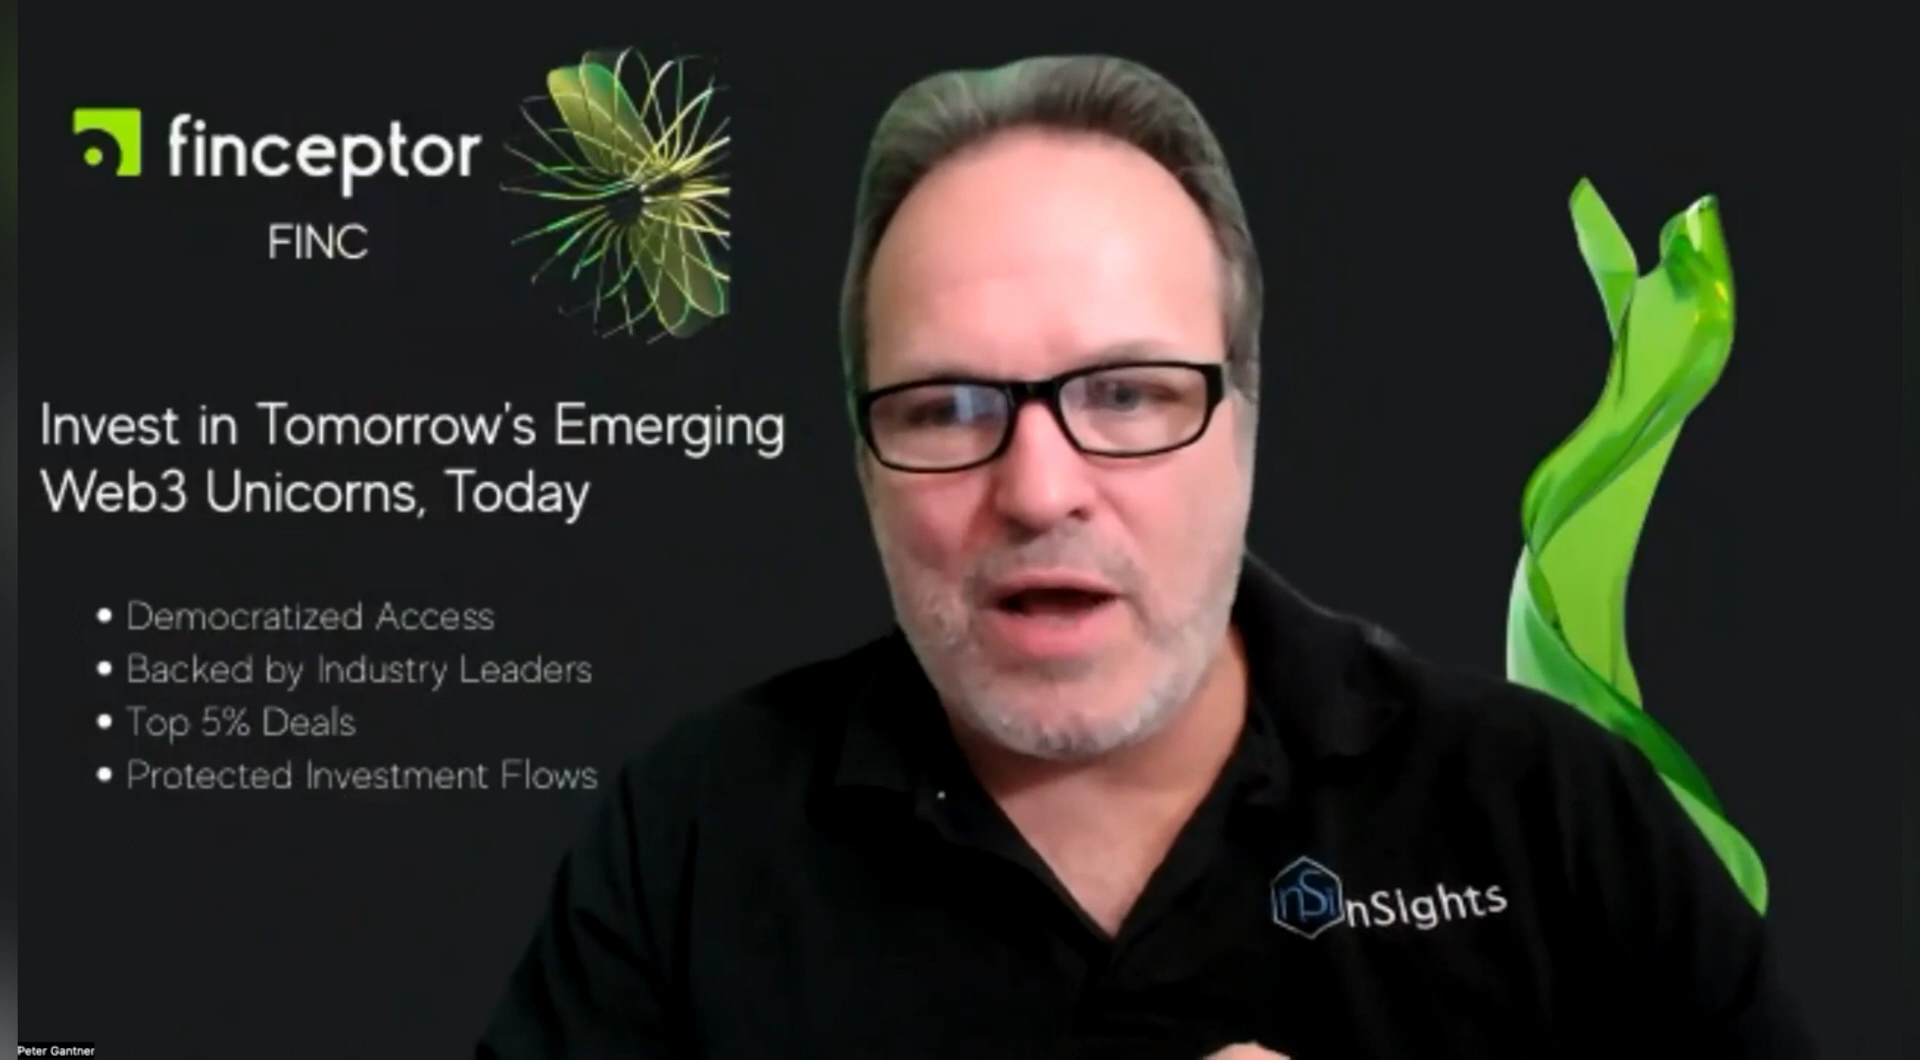 finceptor
FINC
Invest in Tomorrow's Emerging
Web3 Unicorns, Today
• Democratized Access
• Backed by Industry Leaders
• Top 5% Deals
• Protected Investment Flows
nSi nSights
Peter Gantner